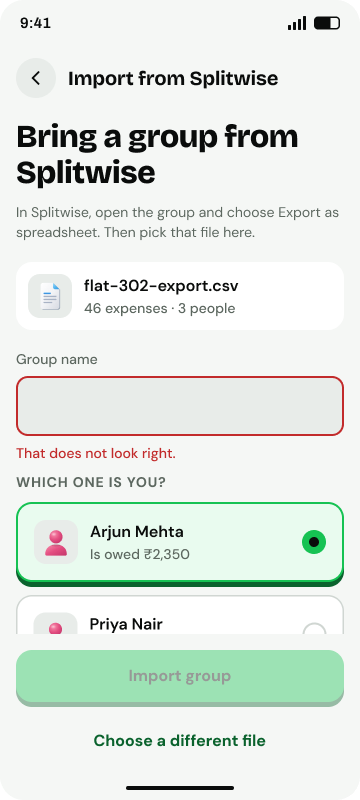 9:41
Import from Splitwise
Bring a group from
Splitwise
In Splitwise, open the group and choose Export as
spreadsheet. Then pick that file here.
flat-302-export.csv
46 expenses · 3 people
Group name
That does not look right.
WHICH ONE IS YOU?
Arjun Mehta
Is owed ₹2,350
Priya Nair
Import group
Choose a different file